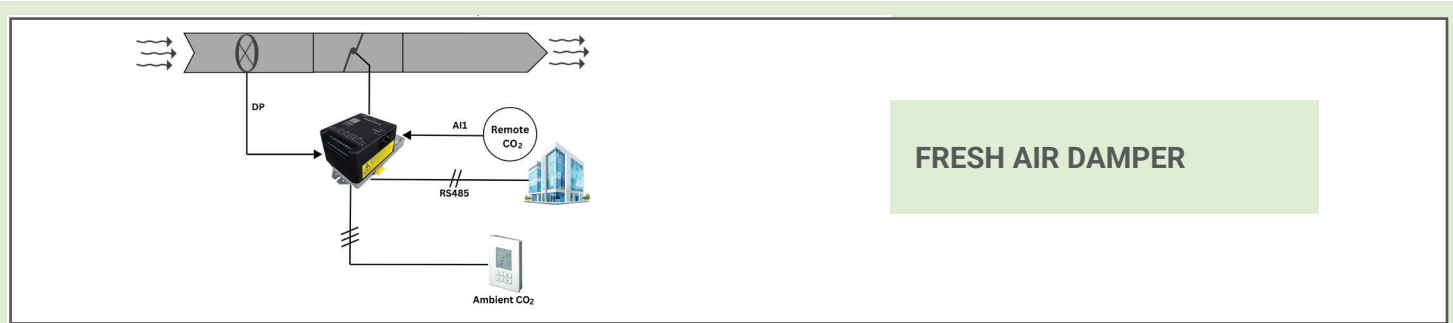 DP
AI1
Remote
CO₂
RS485
Ambient CO₂
FRESH AIR DAMPER